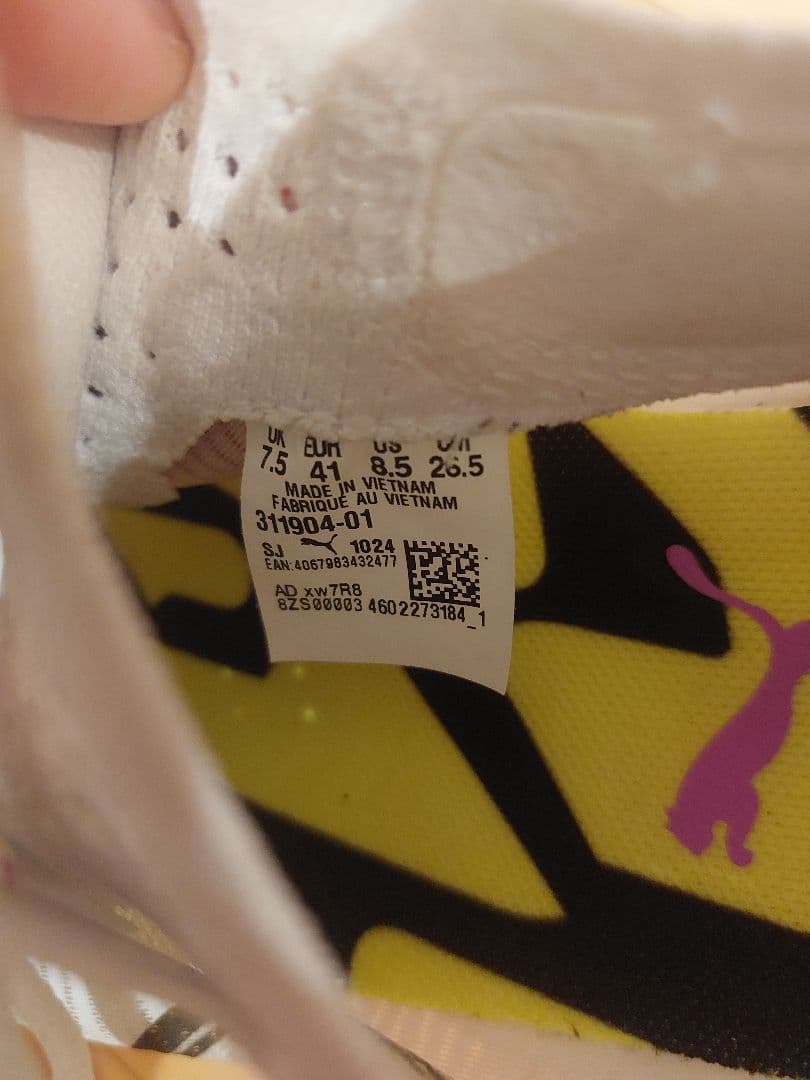 UK EUR US CM
7.5 41 8.5 26.5
MADE IN VIETNAM
FABRIQUÉ AU VIETNAM
311904-01
SJ 1024
EAN:4067983432477
AD xw7R8
8ZS00003 4602273184_1